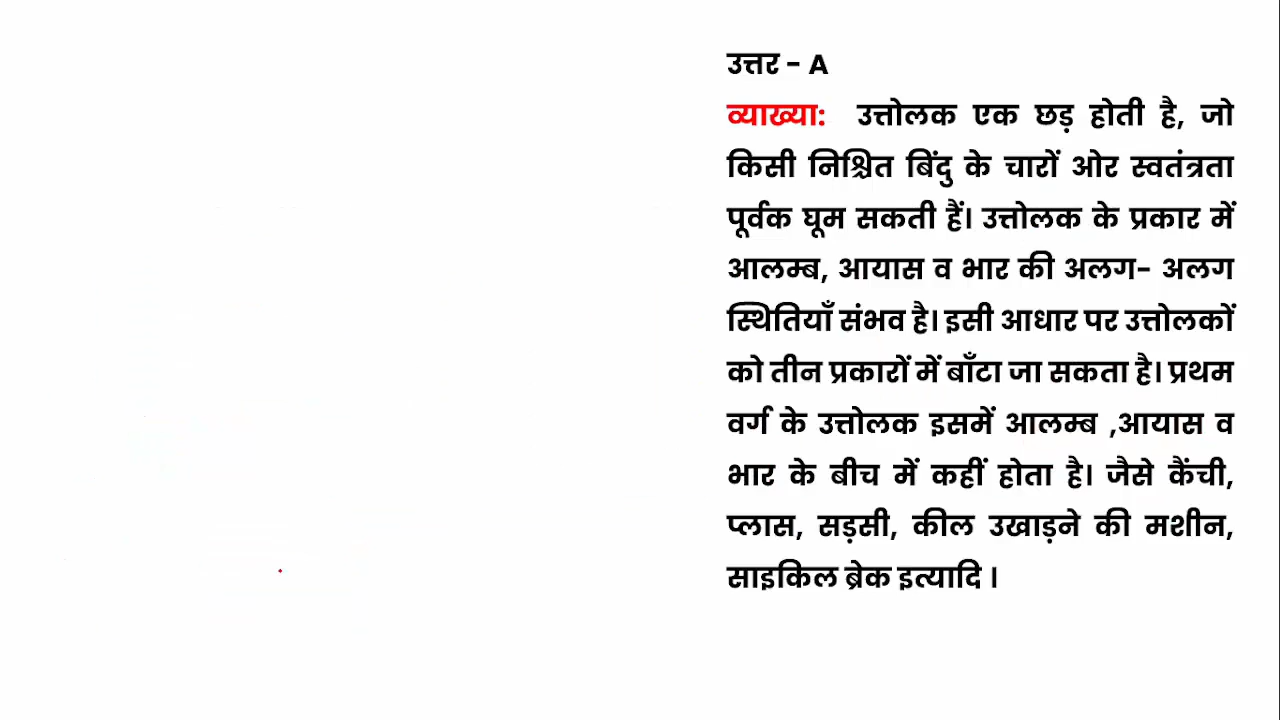 उत्तर - A
व्याख्या: उत्तोलक एक छड़ होती है, जो
किसी निश्चित बिंदु के चारों ओर स्वतंत्रता
पूर्वक घूम सकती हैं। उत्तोलक के प्रकार में
आलम्ब, आयास व भार की अलग- अलग
स्थितियाँ संभव है। इसी आधार पर उत्तोलकों
को तीन प्रकारों में बाँटा जा सकता है। प्रथम
वर्ग के उत्तोलक इसमें आलम्ब ,आयास व
भार के बीच में कहीं होता है। जैसे कैंची,
प्लास, सड़सी, कील उखाड़ने की मशीन,
साइकिल ब्रेक इत्यादि ।